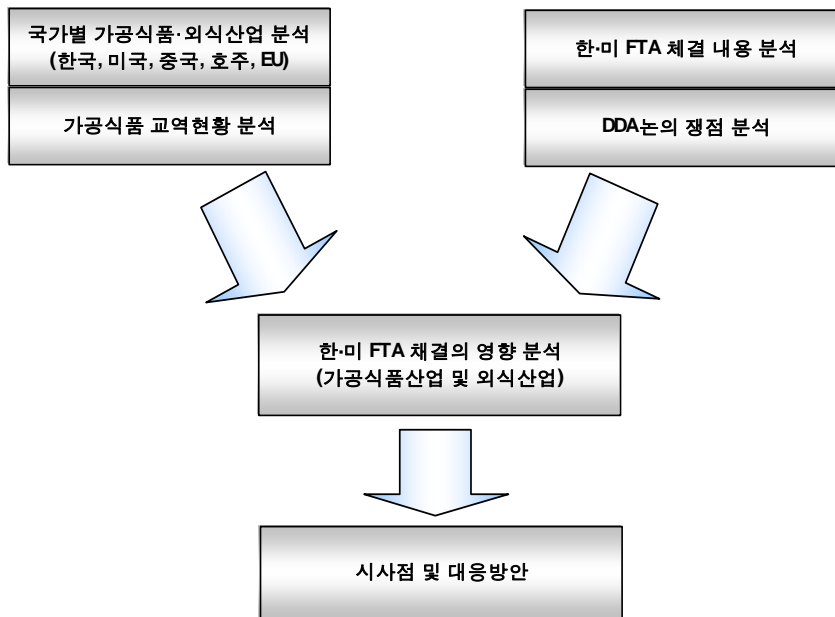 국가별 가공식품·외식산업 분석
(한국, 미국, 중국, 호주, EU)
가공식품 교역현황 분석
한·미 FTA 체결 내용 분석
DDA논의 쟁점 분석
한·미 FTA 채결의 영향 분석
(가공식품산업 및 외식산업)
시사점 및 대응방안